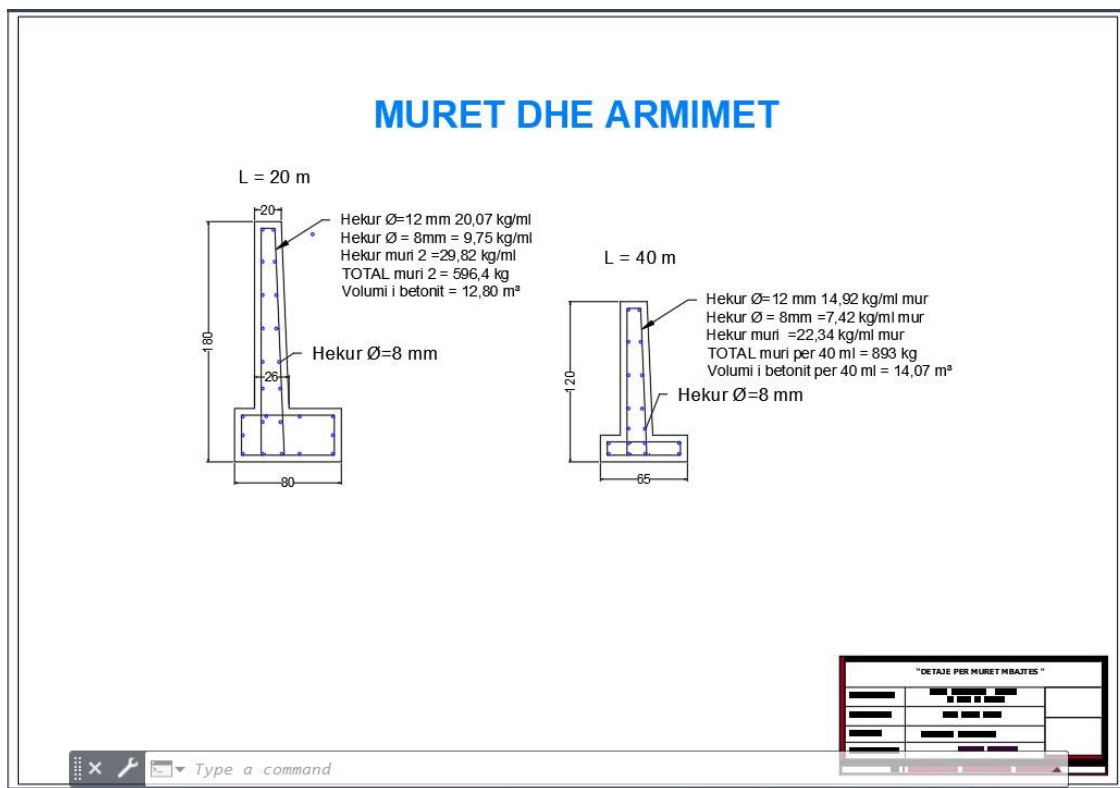 MURET DHE ARMIMET
L = 20 m
20
Hekur Ø=12 mm 20,07 kg/ml
Hekur Ø = 8mm = 9,75 kg/ml
Hekur muri 2 =29,82 kg/ml
TOTAL muri 2 = 596,4 kg
Volumi i betonit = 12,80 m³
180
Hekur Ø=8 mm
26
80
L = 40 m
Hekur Ø=12 mm 14,92 kg/ml mur
Hekur Ø = 8mm =7,42 kg/ml mur
Hekur muri =22,34 kg/ml mur
TOTAL muri per 40 ml = 893 kg
Volumi i betonit per 40 ml = 14,07 m³
120
Hekur Ø=8 mm
65
"DETAJE PER MURET MBAJTES"
Type a command